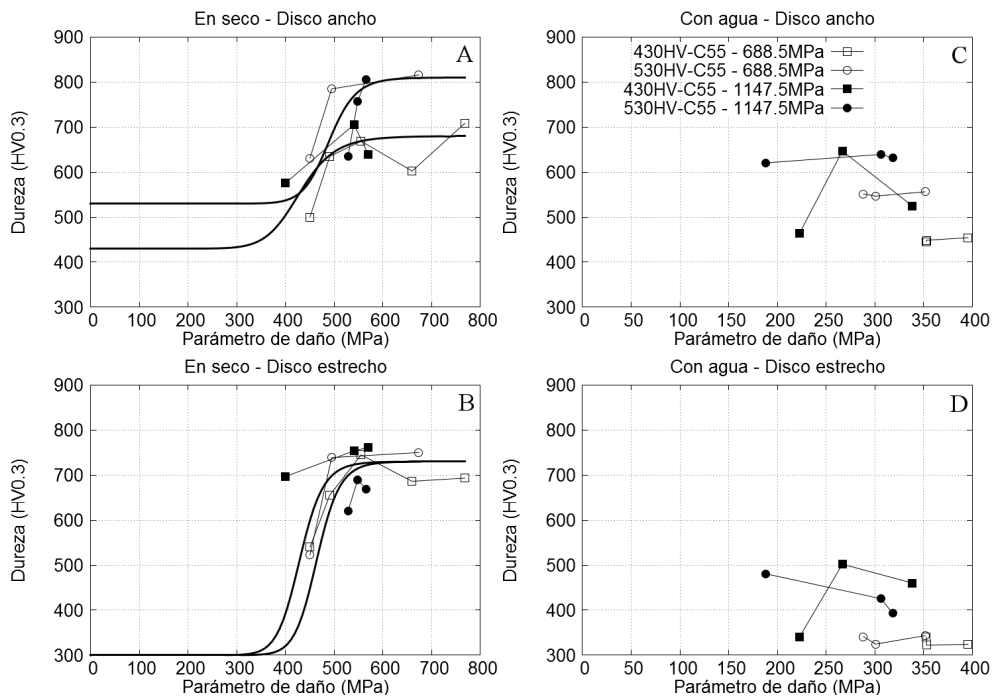 En seco - Disco ancho
900
800
700
600
500
400
300
0 100 200 300 400 500 600 700 800
Dureza (HV0.3)
Parámetro de daño (MPa)
A
Con agua - Disco ancho
900
800
700
600
500
400
300
0 50 100 150 200 250 300 350 400
Dureza (HV0.3)
Parámetro de daño (MPa)
C
430HV-C55 - 688.5MPa
530HV-C55 - 688.5MPa
430HV-C55 - 1147.5MPa
530HV-C55 - 1147.5MPa
En seco - Disco estrecho
900
800
700
600
500
400
300
0 100 200 300 400 500 600 700 800
Dureza (HV0.3)
Parámetro de daño (MPa)
B
Con agua - Disco estrecho
900
800
700
600
500
400
300
0 50 100 150 200 250 300 350 400
Dureza (HV0.3)
Parámetro de daño (MPa)
D